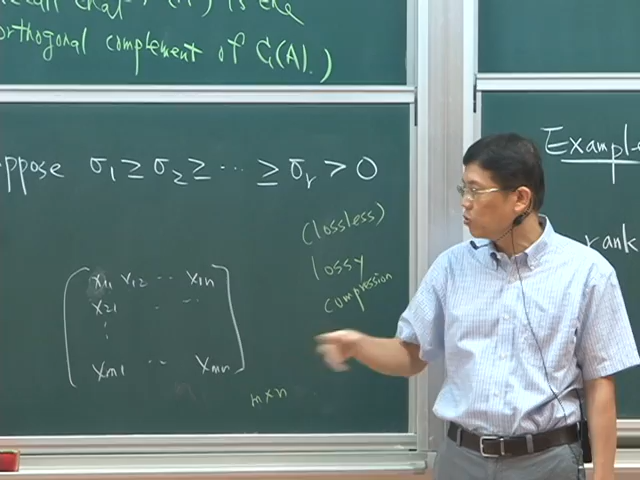 orthogonal complement of G(A).)
ppose σ₁ ≥ σ₂ ≥ ··· ≥ σᵣ > 0
(lossless)
lossy
compression
x₁₁ x₁₂ ·· x₁ₙ
x₂₁ · ··
⋮
xₘ₁ ·· xₘₙ
m×n
Example
rank